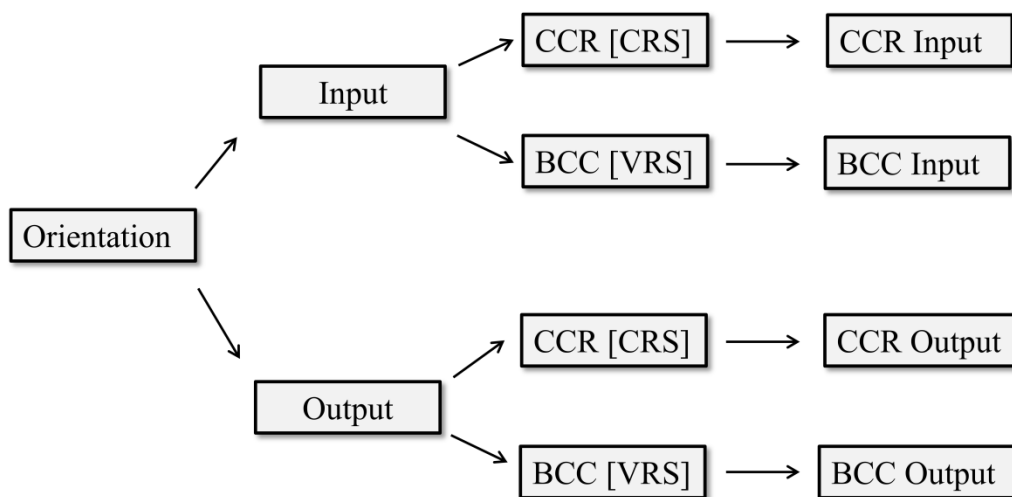 CCR [CRS]
CCR Input
Input
BCC [VRS]
BCC Input
Orientation
CCR [CRS]
CCR Output
Output
BCC [VRS]
BCC Output